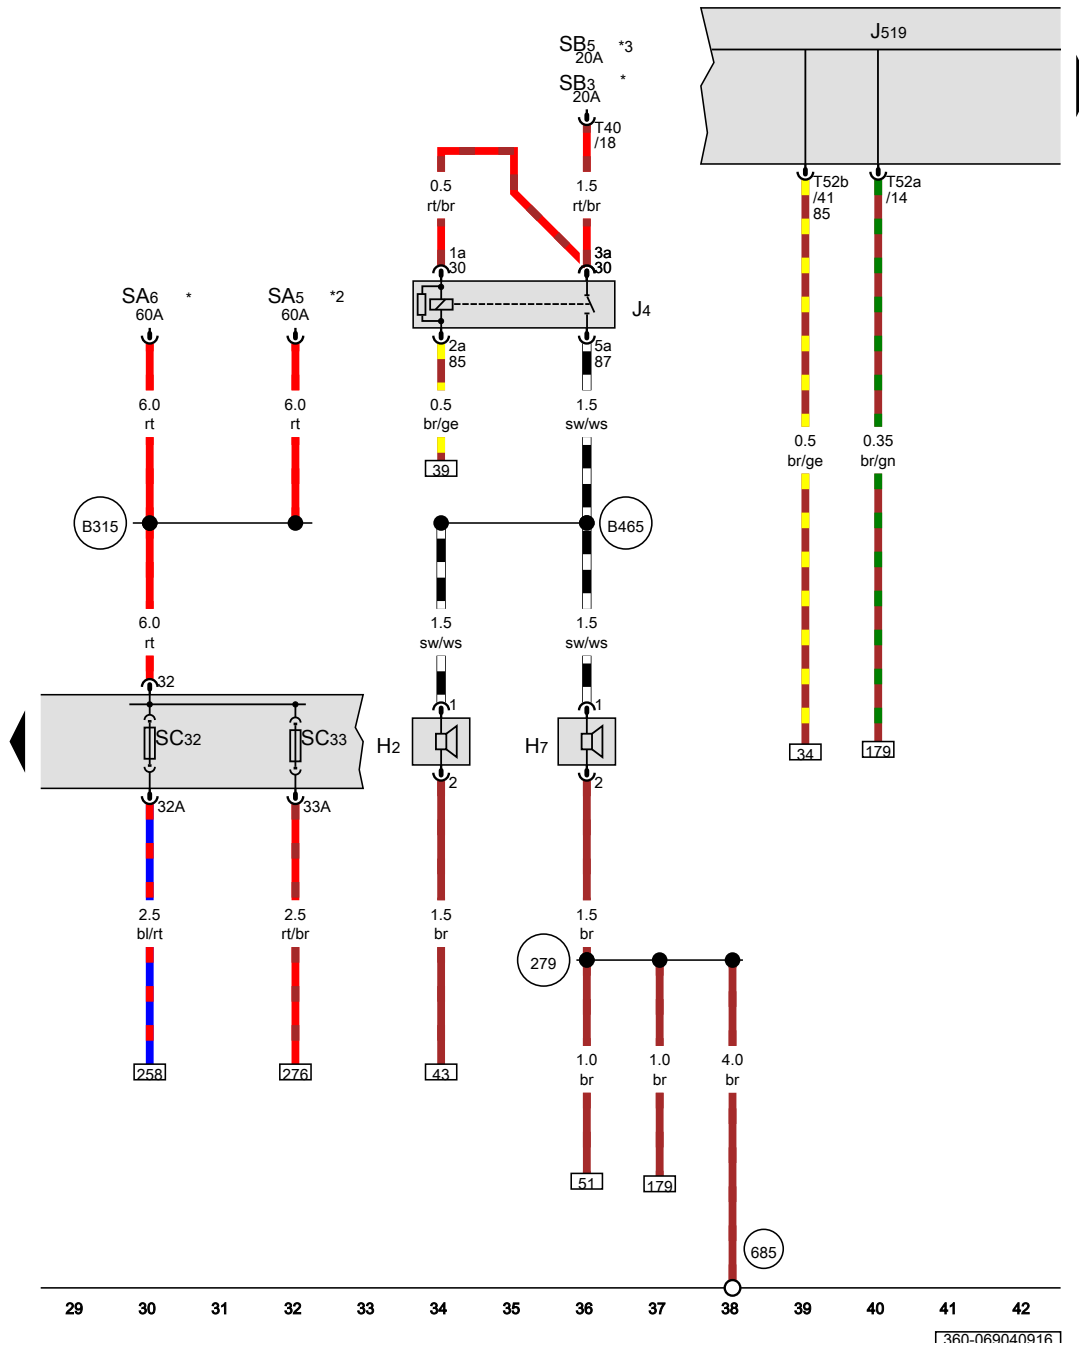 J519
SB5 *3
20A
SB3 *
20A
T40
/18
T52b
/41
85
T52a
/14
0.5
rt/br
1.5
rt/br
1a
30
3a
30
SA6 *
60A
SA5 *2
60A
J4
2a
85
5a
87
6.0
rt
6.0
rt
0.5
br/ge
1.5
sw/ws
0.5
br/ge
0.35
br/gn
39
B315
B465
6.0
rt
1.5
sw/ws
1.5
sw/ws
32
1
1
SC32
SC33
H2
H7
34
179
2
2
32A
33A
2.5
bl/rt
2.5
rt/br
1.5
br
1.5
br
279
1.0
br
1.0
br
4.0
br
258
276
43
51
179
685
29 30 31 32 33 34 35 36 37 38 39 40 41 42
360-069040916